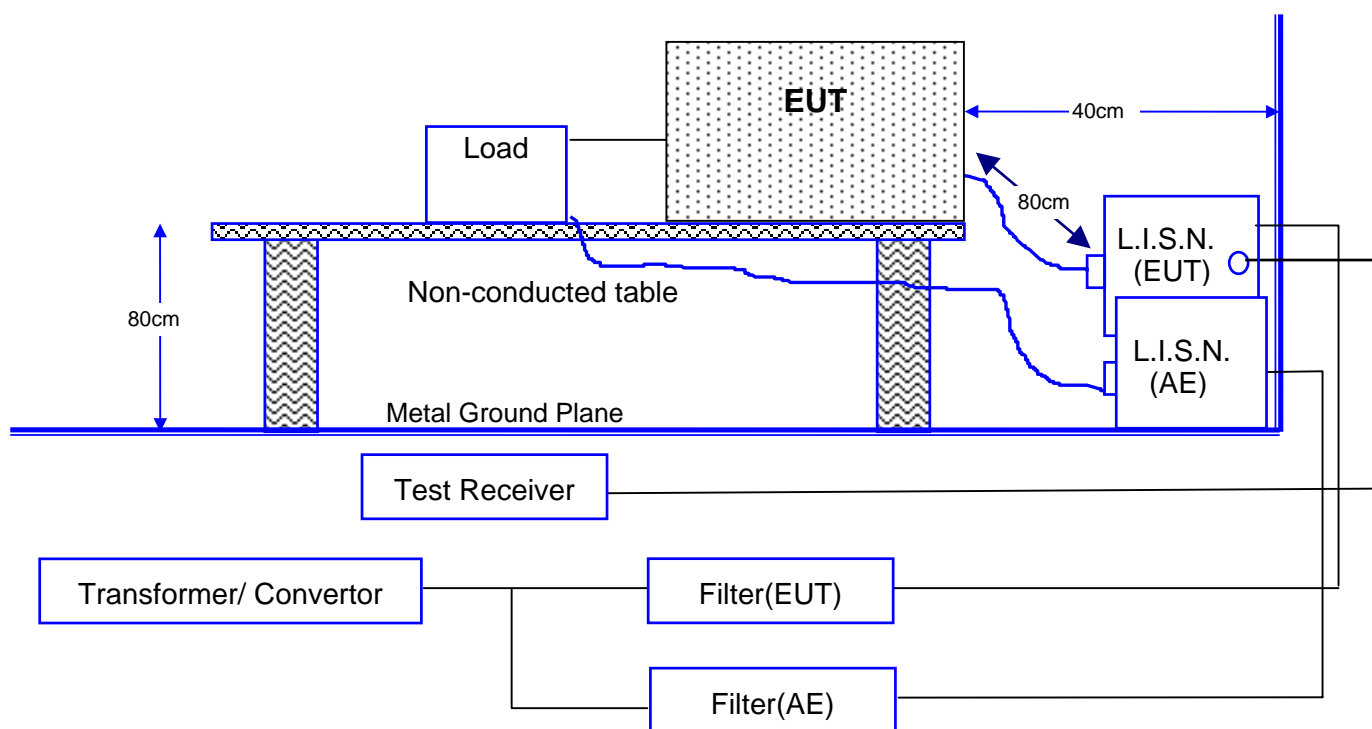 EUT
40cm
Load
80cm
L.I.S.N.
(EUT)
Non-conducted table
80cm
L.I.S.N.
(AE)
Metal Ground Plane
Test Receiver
Transformer/ Convertor
Filter(EUT)
Filter(AE)